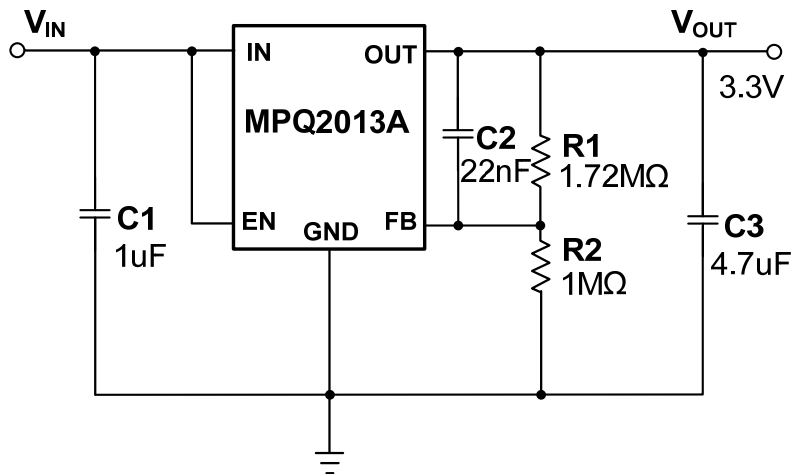 VIN
VOUT
IN
OUT
3.3V
MPQ2013A
C2
22nF
R1
1.72MΩ
C1
1uF
EN
GND
FB
C3
4.7uF
R2
1MΩ